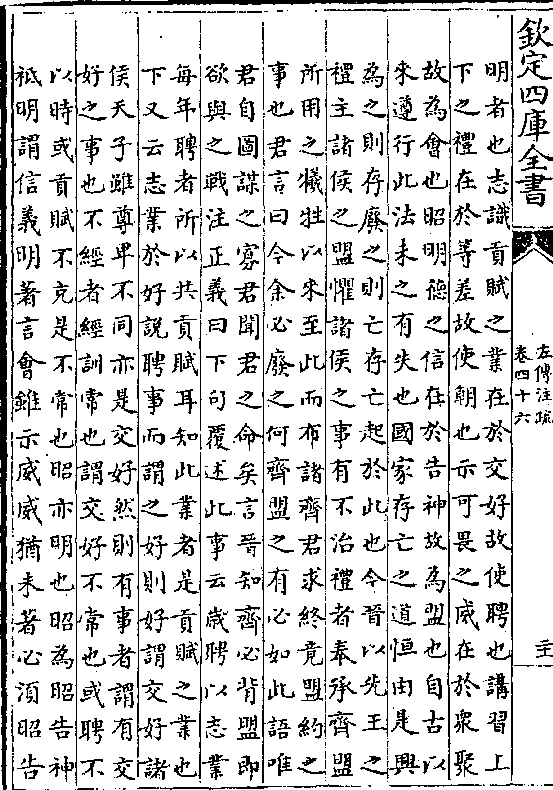 欽定四庫全書
左傳注疏
卷四十六
明者也志識貢賦之業在於交好故使聘也講習上
下之禮在於等差故使朝也示可畏之威在於衆聚
故為會也昭明德之信在於告神故為盟也自古以
來遵行此法未之有失也國家存亡之道恒由是興
為之則存廢之則亡存亡起於此也今晉以先王之
禮主諸侯之盟懼諸侯之事有不治禮者奉承齊盟
所用之犧牲以來至此而布諸齊君求終竟盟約之
事也君言曰今余必廢之何齊盟之有必如此語唯
君自圖謀之寡君聞君之命矣言晉知齊必背盟即
欲與之戰注正義曰下句覆述此事云嵗聘以志業
每年聘者所以共貢賦耳知此業者是貢賦之業也
下又云志業於好說聘事而謂之好則好謂交好諸
侯天子雖尊卑不同亦是交好然則有事者謂有交
好之事也不經者經訓常也謂交好不常也或聘不
以時或貢賦不充是不常也昭亦明也昭為昭告神
祇明謂信義明著言會雖示威威猶未著必須昭告